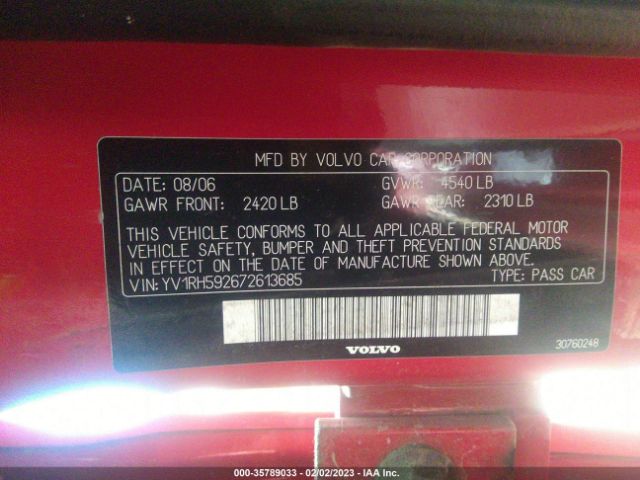 MFD BY VOLVO CAR CORPORATION
DATE: 08/06 GVWR: 4540 LB
GAWR FRONT: 2420 LB GAWR REAR: 2310 LB
THIS VEHICLE CONFORMS TO ALL APPLICABLE FEDERAL MOTOR
VEHICLE SAFETY, BUMPER AND THEFT PREVENTION STANDARDS
IN EFFECT ON THE DATE OF MANUFACTURE SHOWN ABOVE.
VIN: YV1RH592672613685 TYPE: PASS CAR
VOLVO
30760248
000-35789033 — 02/02/2023 — IAA Inc.